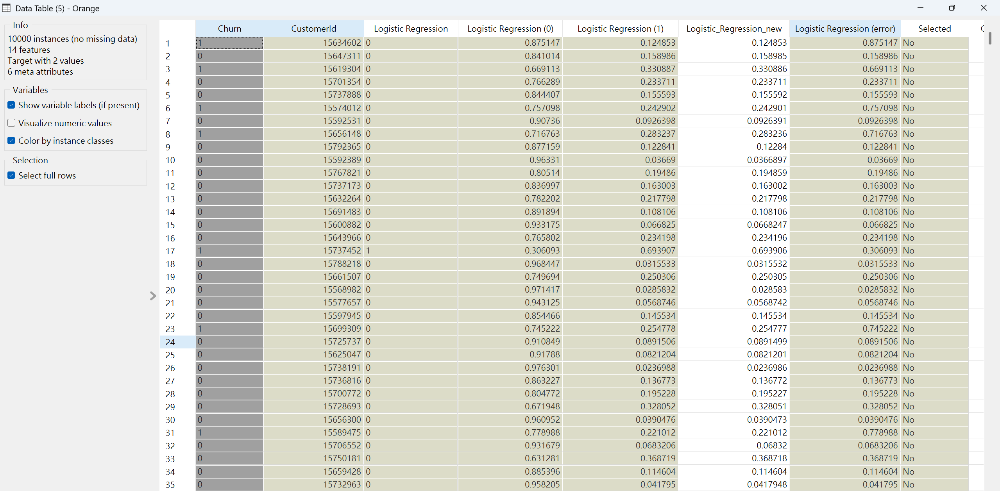 Data Table (5) - Orange
Info
10000 instances (no missing data)
14 features
Target with 2 values
6 meta attributes
Variables
Show variable labels (if present)
Visualize numeric values
Color by instance classes
Selection
Select full rows
Churn CustomerId Logistic Regression Logistic Regression (0) Logistic Regression (1) Logistic_Regression_new Logistic Regression (error) Selected
1 1 15634602 0 0.875147 0.124853 0.124853 0.875147 No
2 0 15647311 0 0.841014 0.158986 0.158985 0.158986 No
3 1 15619304 0 0.669113 0.330887 0.330886 0.669113 No
4 0 15701354 0 0.766289 0.233711 0.233711 0.233711 No
5 0 15737888 0 0.844407 0.155593 0.155592 0.155593 No
6 1 15574012 0 0.757098 0.242902 0.242901 0.757098 No
7 0 15592531 0 0.90736 0.0926398 0.0926391 0.0926398 No
8 1 15656148 0 0.716763 0.283237 0.283236 0.716763 No
9 0 15792365 0 0.877159 0.122841 0.12284 0.122841 No
10 0 15592389 0 0.96331 0.03669 0.0366897 0.03669 No
11 0 15767821 0 0.80514 0.19486 0.194859 0.19486 No
12 0 15737173 0 0.836997 0.163003 0.163002 0.163003 No
13 0 15632264 0 0.782202 0.217798 0.217798 0.217798 No
14 0 15691483 0 0.891894 0.108106 0.108106 0.108106 No
15 0 15600882 0 0.933175 0.066825 0.0668247 0.066825 No
16 0 15643966 0 0.765802 0.234198 0.234196 0.234198 No
17 1 15737452 1 0.306093 0.693907 0.693906 0.306093 No
18 0 15788218 0 0.968447 0.0315533 0.0315532 0.0315533 No
19 0 15661507 0 0.749694 0.250306 0.250305 0.250306 No
20 0 15568982 0 0.971417 0.0285832 0.028583 0.0285832 No
21 0 15577657 0 0.943125 0.0568746 0.0568742 0.0568746 No
22 0 15597945 0 0.854466 0.145534 0.145534 0.145534 No
23 1 15699309 0 0.745222 0.254778 0.254777 0.745222 No
24 0 15725737 0 0.910849 0.0891506 0.0891499 0.0891506 No
25 0 15625047 0 0.91788 0.0821204 0.0821201 0.0821204 No
26 0 15738191 0 0.976301 0.0236988 0.0236986 0.0236988 No
27 0 15736816 0 0.863227 0.136773 0.136772 0.136773 No
28 0 15700772 0 0.804772 0.195228 0.195227 0.195228 No
29 0 15728693 0 0.671948 0.328052 0.328051 0.328052 No
30 0 15656300 0 0.960952 0.0390476 0.0390473 0.0390476 No
31 1 15589475 0 0.778988 0.221012 0.221012 0.778988 No
32 0 15706552 0 0.931679 0.0683206 0.06832 0.0683206 No
33 0 15750181 0 0.631281 0.368719 0.368718 0.368719 No
34 0 15659428 0 0.885396 0.114604 0.114604 0.114604 No
35 0 15732963 0 0.958205 0.041795 0.0417948 0.041795 No